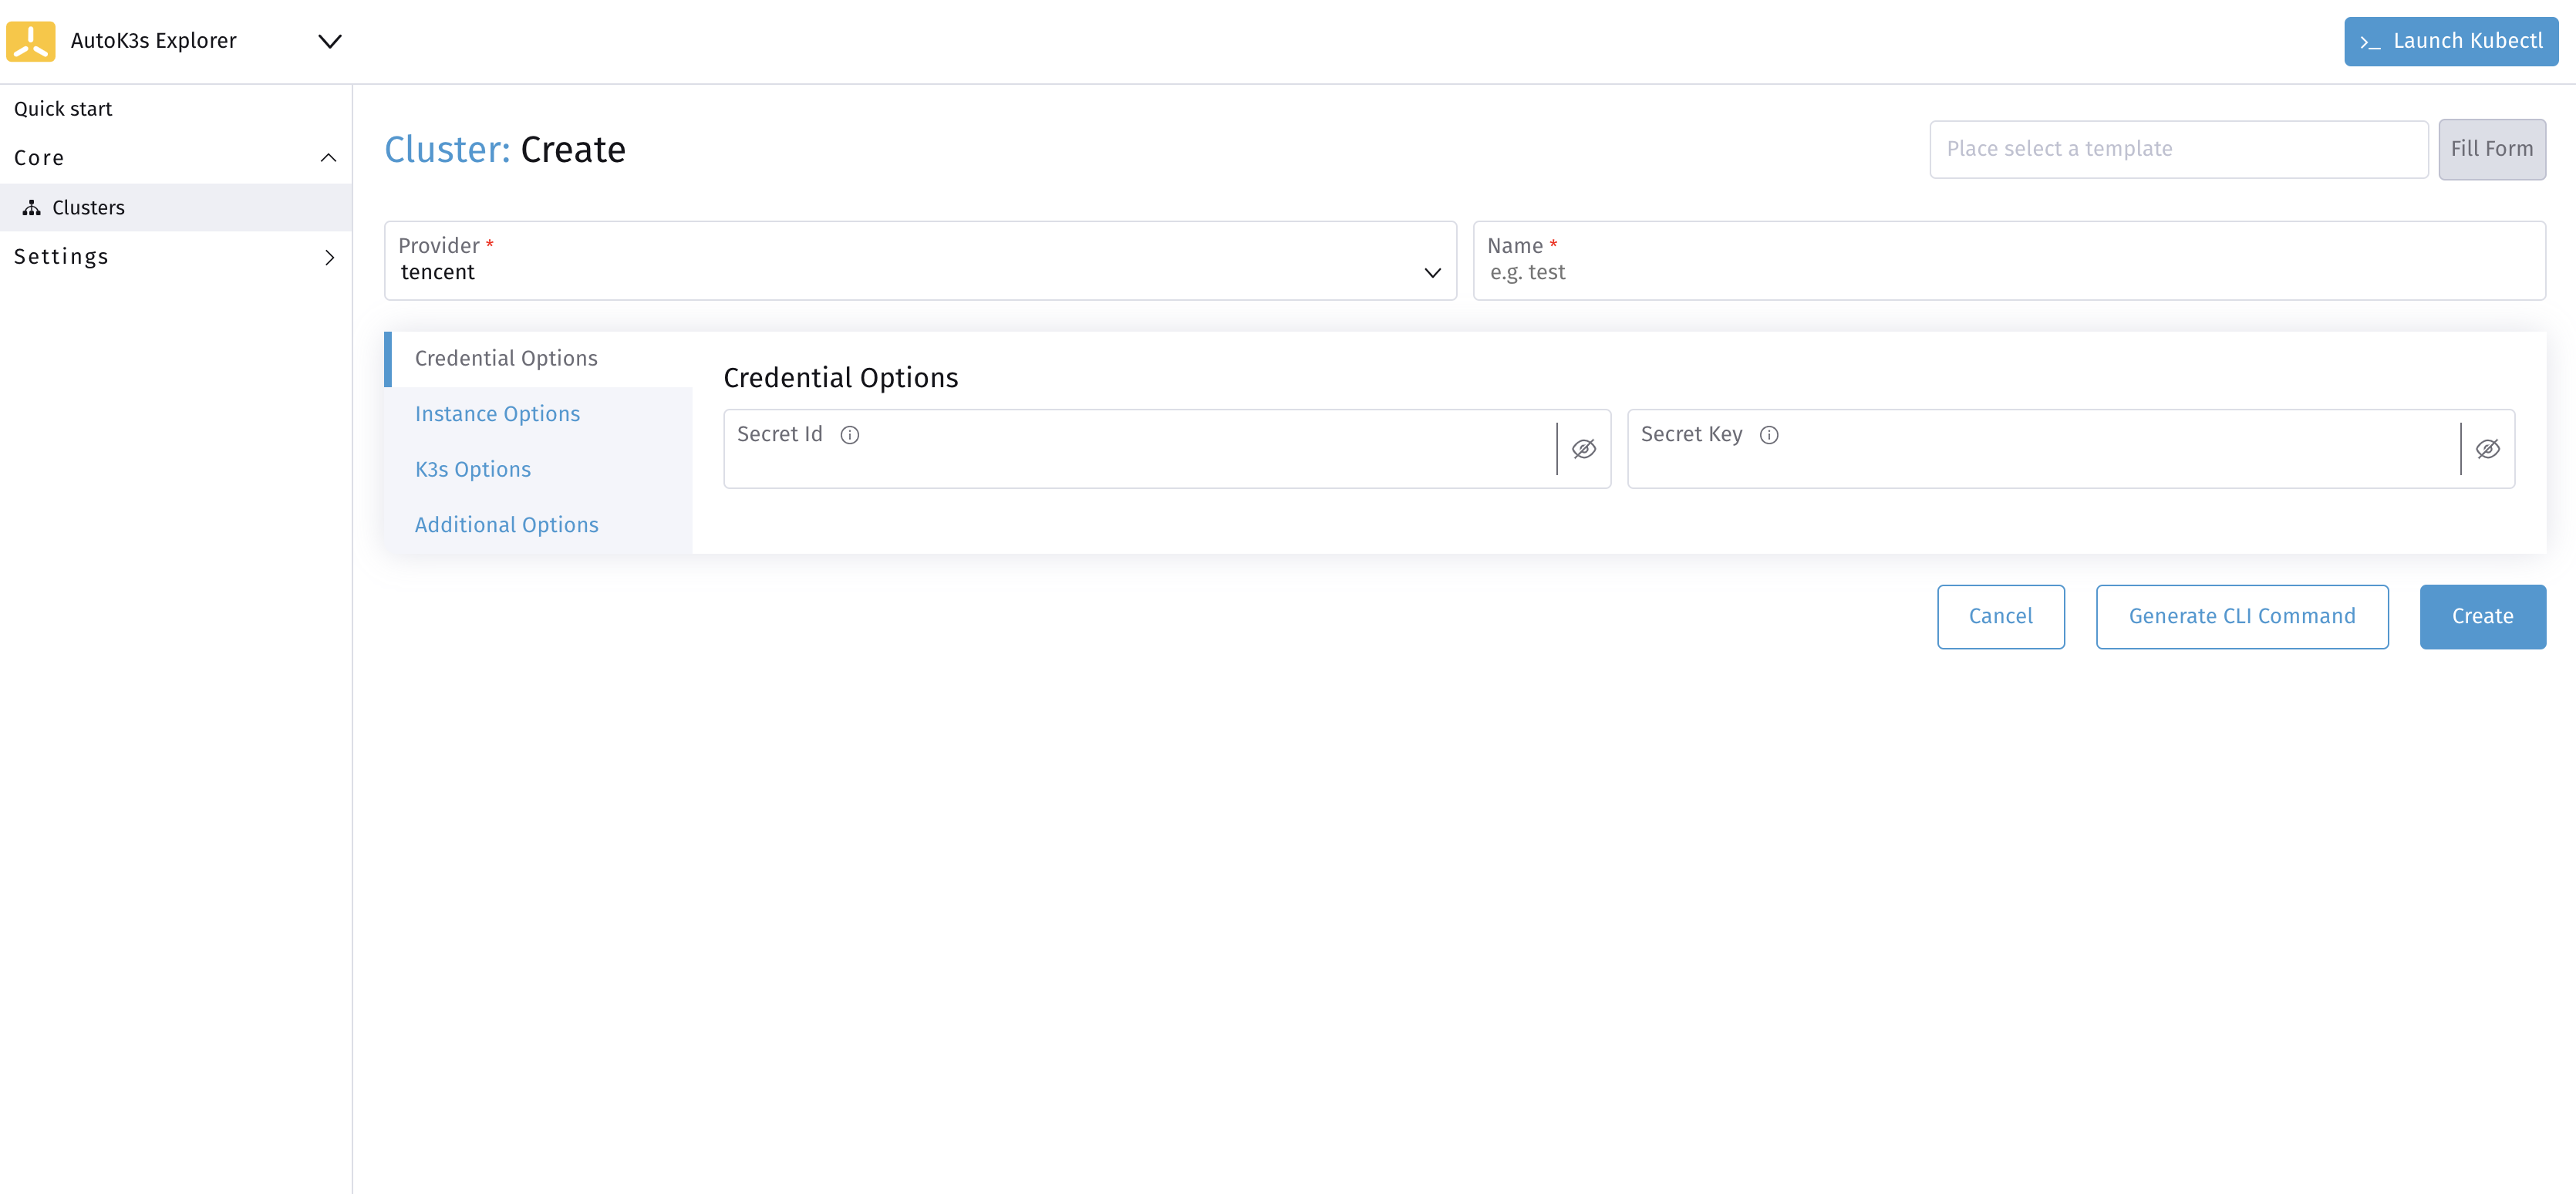 AutoK3s Explorer
>_ Launch Kubectl
Quick start
Core
Clusters
Settings
Cluster: Create
Place select a template
Fill Form
Provider *
tencent
Name *
e.g. test
Credential Options
Instance Options
K3s Options
Additional Options
Credential Options
Secret Id
Secret Key
Cancel
Generate CLI Command
Create